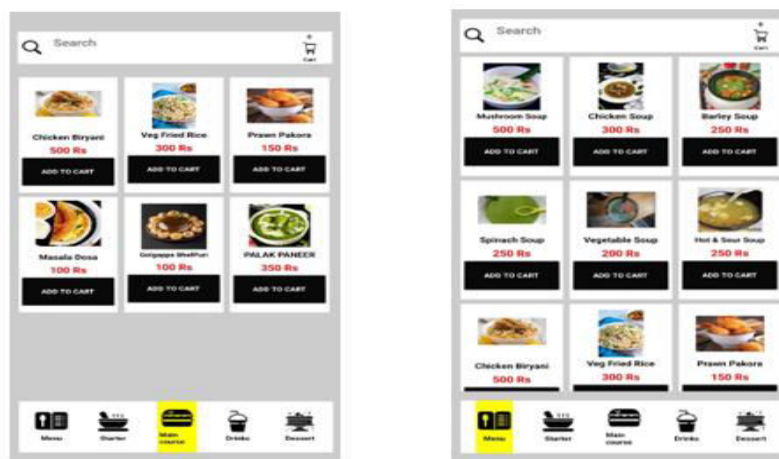 Search
0
Cart
Chicken Biryani
500 Rs
ADD TO CART
Veg Fried Rice
300 Rs
ADD TO CART
Prawn Pakora
150 Rs
ADD TO CART
Masala Dosa
100 Rs
ADD TO CART
Golgappe BhelPuri
100 Rs
ADD TO CART
PALAK PANEER
350 Rs
ADD TO CART
Menu
Starter
Main
course
Drinks
Dessert
Search
0
Cart
Mushroom Soup
500 Rs
ADD TO CART
Chicken Soup
300 Rs
ADD TO CART
Barley Soup
250 Rs
ADD TO CART
Spinach Soup
250 Rs
ADD TO CART
Vegetable Soup
200 Rs
ADD TO CART
Hot & Sour Soup
250 Rs
ADD TO CART
Chicken Biryani
500 Rs
Veg Fried Rice
300 Rs
Prawn Pakora
150 Rs
Menu
Starter
Main
course
Drinks
Dessert